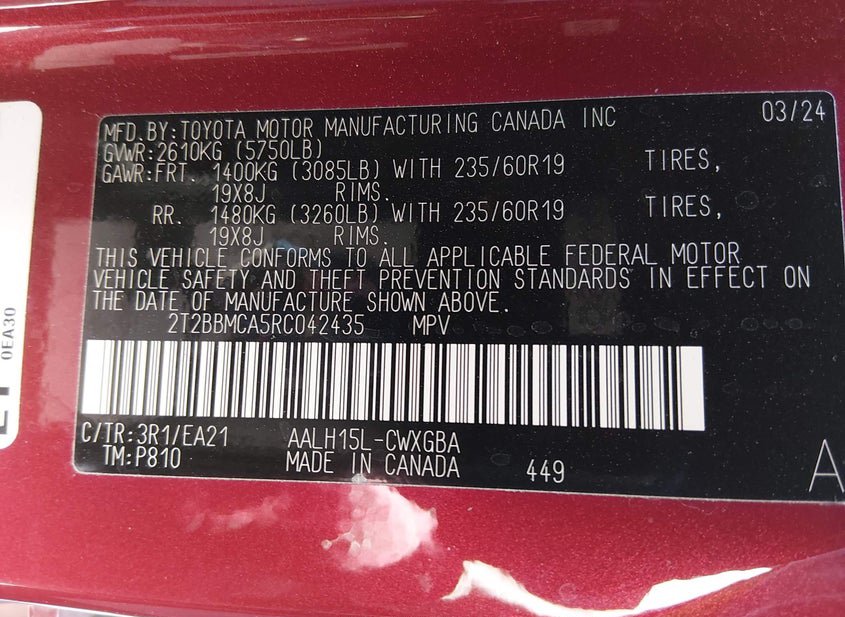 MFD.BY:TOYOTA MOTOR MANUFACTURING CANADA INC 03/24
GVWR:2610KG (5750LB)
GAWR:FRT. 1400KG (3085LB) WITH 235/60R19 TIRES,
19X8J RIMS.
RR. 1480KG (3260LB) WITH 235/60R19 TIRES,
19X8J RIMS.
THIS VEHICLE CONFORMS TO ALL APPLICABLE FEDERAL MOTOR
VEHICLE SAFETY AND THEFT PREVENTION STANDARDS IN EFFECT ON
THE DATE OF MANUFACTURE SHOWN ABOVE.
2T2BBMCA5RC042435 MPV
C/TR:3R1/EA21 AALH15L-CWXGBA
TM:P810 MADE IN CANADA 449 A
0EA30